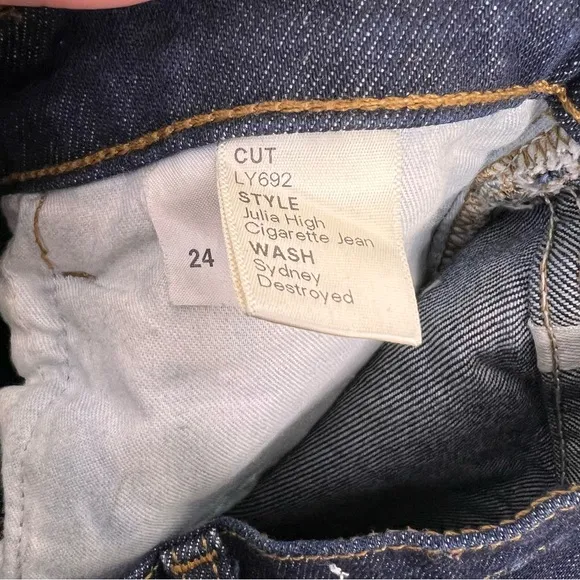 CUT
LY692
STYLE
Julia High
Cigarette Jean
WASH
Sydney
Destroyed
24